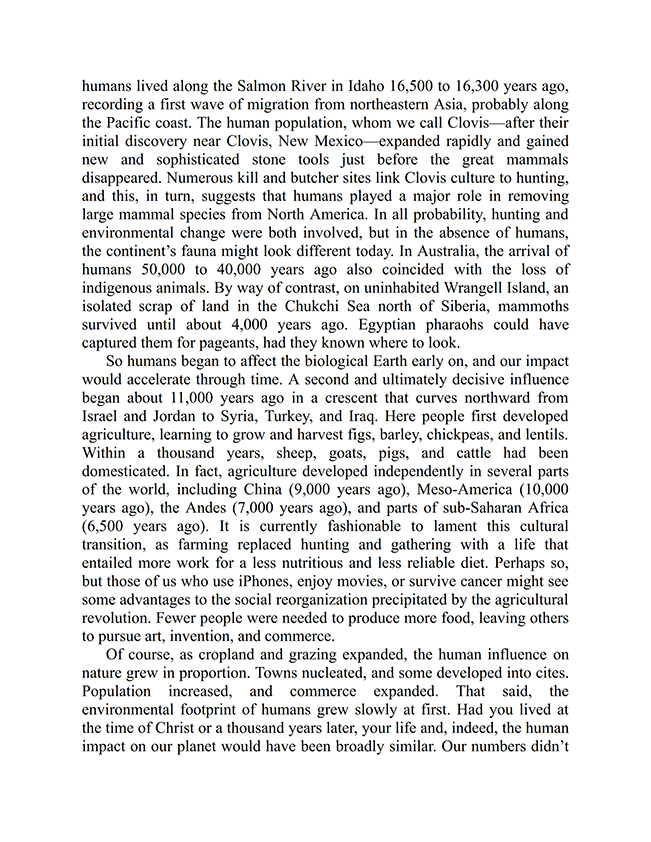 humans lived along the Salmon River in Idaho 16,500 to 16,300 years ago,
recording a first wave of migration from northeastern Asia, probably along
the Pacific coast. The human population, whom we call Clovis—after their
initial discovery near Clovis, New Mexico—expanded rapidly and gained
new and sophisticated stone tools just before the great mammals
disappeared. Numerous kill and butcher sites link Clovis culture to hunting,
and this, in turn, suggests that humans played a major role in removing
large mammal species from North America. In all probability, hunting and
environmental change were both involved, but in the absence of humans,
the continent’s fauna might look different today. In Australia, the arrival of
humans 50,000 to 40,000 years ago also coincided with the loss of
indigenous animals. By way of contrast, on uninhabited Wrangell Island, an
isolated scrap of land in the Chukchi Sea north of Siberia, mammoths
survived until about 4,000 years ago. Egyptian pharaohs could have
captured them for pageants, had they known where to look.
So humans began to affect the biological Earth early on, and our impact
would accelerate through time. A second and ultimately decisive influence
began about 11,000 years ago in a crescent that curves northward from
Israel and Jordan to Syria, Turkey, and Iraq. Here people first developed
agriculture, learning to grow and harvest figs, barley, chickpeas, and lentils.
Within a thousand years, sheep, goats, pigs, and cattle had been
domesticated. In fact, agriculture developed independently in several parts
of the world, including China (9,000 years ago), Meso-America (10,000
years ago), the Andes (7,000 years ago), and parts of sub-Saharan Africa
(6,500 years ago). It is currently fashionable to lament this cultural
transition, as farming replaced hunting and gathering with a life that
entailed more work for a less nutritious and less reliable diet. Perhaps so,
but those of us who use iPhones, enjoy movies, or survive cancer might see
some advantages to the social reorganization precipitated by the agricultural
revolution. Fewer people were needed to produce more food, leaving others
to pursue art, invention, and commerce.
Of course, as cropland and grazing expanded, the human influence on
nature grew in proportion. Towns nucleated, and some developed into cites.
Population increased, and commerce expanded. That said, the
environmental footprint of humans grew slowly at first. Had you lived at
the time of Christ or a thousand years later, your life and, indeed, the human
impact on our planet would have been broadly similar. Our numbers didn’t